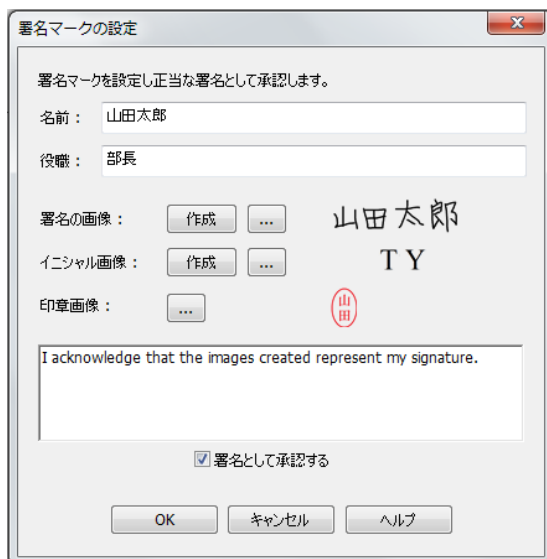 署名マークの設定
署名マークを設定し正当な署名として承認します。
名前： 山田太郎
役職： 部長
署名の画像： 作成 ... 山田太郎
イニシャル画像： 作成 ... T Y
印章画像： ... 山田
I acknowledge that the images created represent my signature.
署名として承認する
OK キャンセル ヘルプ